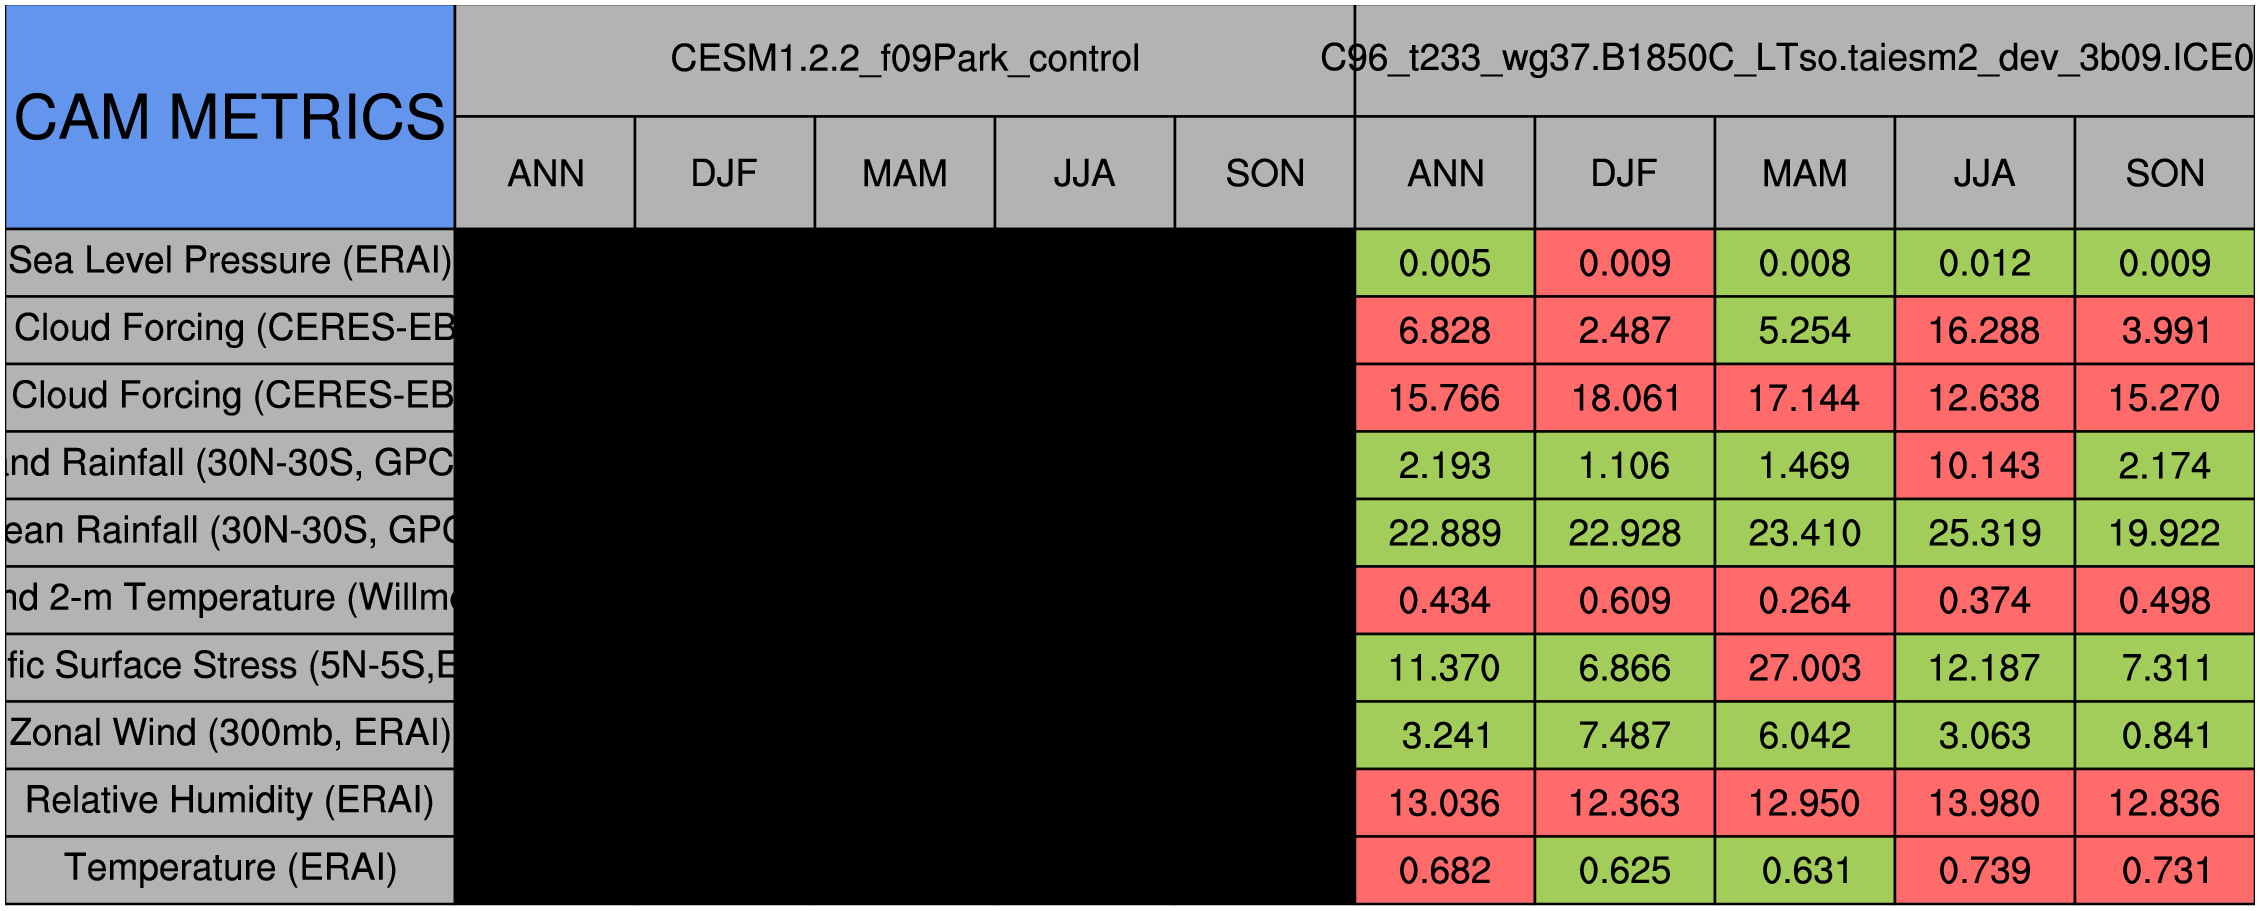 CAM METRICS
CESM1.2.2_f09Park_control
C96_t233_wg37.B1850C_LTso.taiesm2_dev_3b09.ICE0
ANN DJF MAM JJA SON ANN DJF MAM JJA SON
Sea Level Pressure (ERAI) 0.005 0.009 0.008 0.012 0.009
Cloud Forcing (CERES-EB 6.828 2.487 5.254 16.288 3.991
Cloud Forcing (CERES-EB 15.766 18.061 17.144 12.638 15.270
nd Rainfall (30N-30S, GPC 2.193 1.106 1.469 10.143 2.174
ean Rainfall (30N-30S, GPC 22.889 22.928 23.410 25.319 19.922
nd 2-m Temperature (Willm 0.434 0.609 0.264 0.374 0.498
fic Surface Stress (5N-5S,E 11.370 6.866 27.003 12.187 7.311
Zonal Wind (300mb, ERAI) 3.241 7.487 6.042 3.063 0.841
Relative Humidity (ERAI) 13.036 12.363 12.950 13.980 12.836
Temperature (ERAI) 0.682 0.625 0.631 0.739 0.731